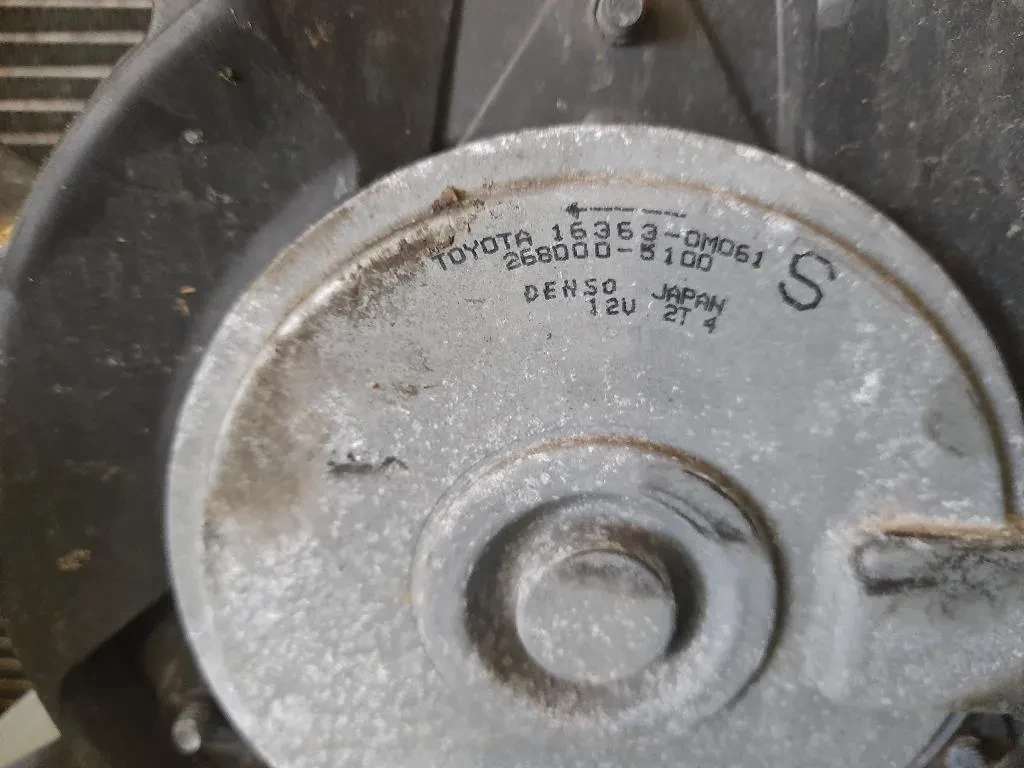 TOYOTA 16363-0M061
268000-5100
S
DENSO JAPAN
12V 2T 4